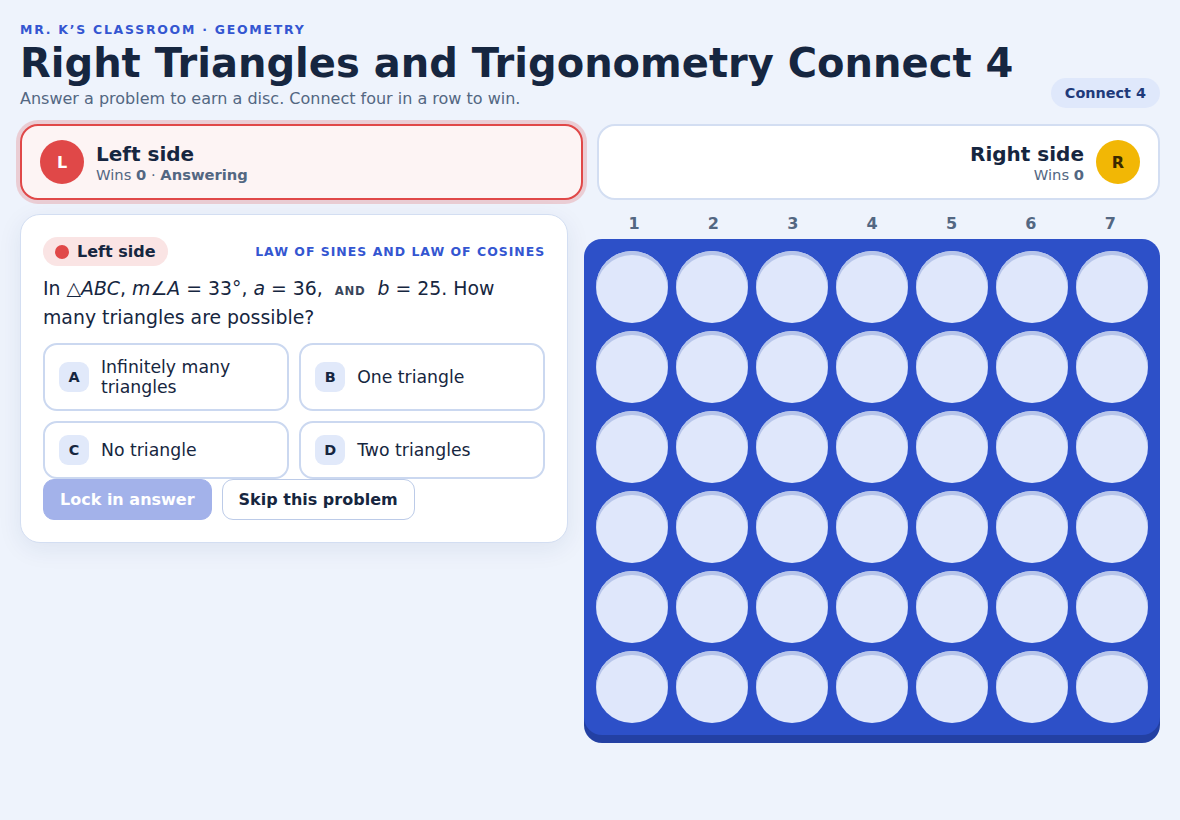 MR. K’S CLASSROOM · GEOMETRY
Right Triangles and Trigonometry Connect 4
Answer a problem to earn a disc. Connect four in a row to win.
Connect 4
L
Left side
Wins 0 · Answering
Right side
Wins 0
R
Left side
LAW OF SINES AND LAW OF COSINES
In △ABC, m∠A = 33°, a = 36, AND b = 25. How
many triangles are possible?
A
Infinitely many
triangles
B
One triangle
C
No triangle
D
Two triangles
Lock in answer
Skip this problem
1 2 3 4 5 6 7